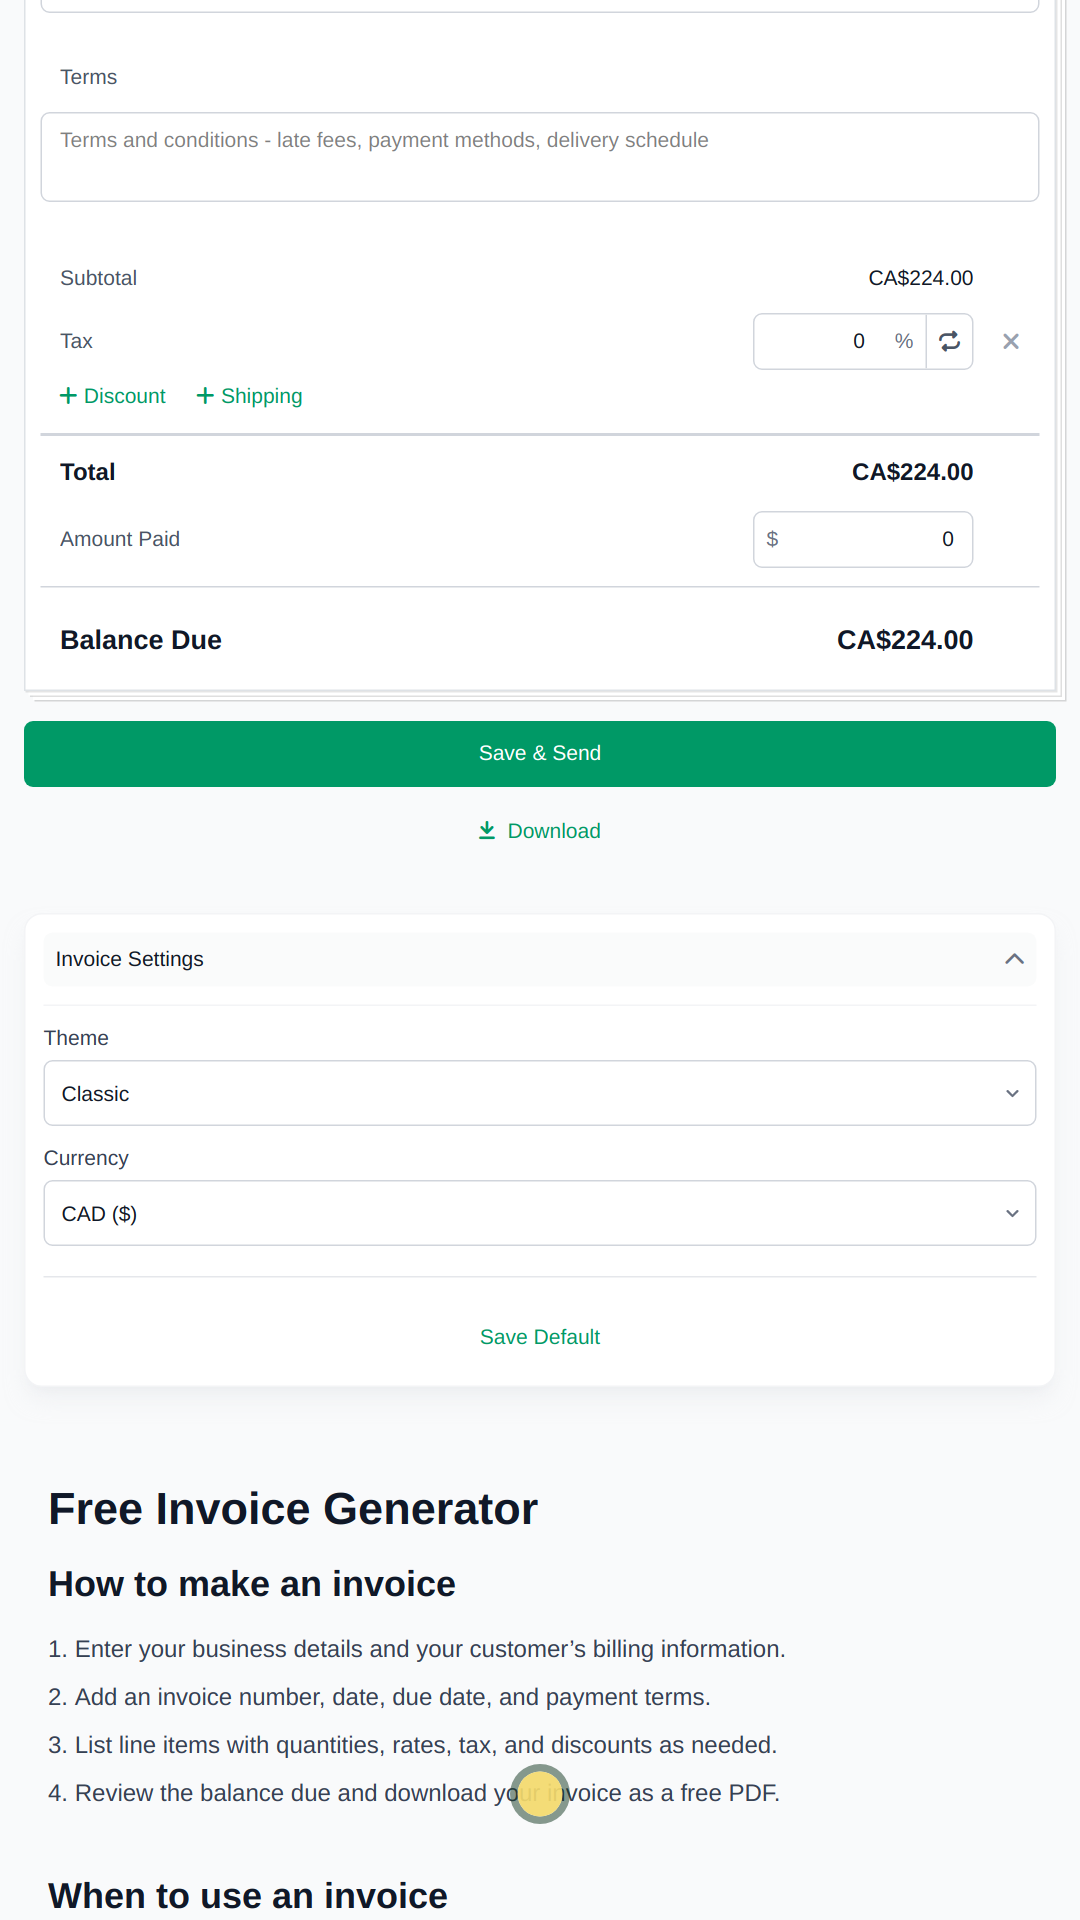 Terms
Terms and conditions - late fees, payment methods, delivery schedule
Subtotal
CA$224.00
Tax
0 %
Discount
Shipping
Total
CA$224.00
Amount Paid
$ 0
Balance Due
CA$224.00
Save & Send
Download
Invoice Settings
Theme
Classic
Currency
CAD ($)
Save Default
Free Invoice Generator
How to make an invoice
1. Enter your business details and your customer’s billing information.
2. Add an invoice number, date, due date, and payment terms.
3. List line items with quantities, rates, tax, and discounts as needed.
4. Review the balance due and download your invoice as a free PDF.
When to use an invoice